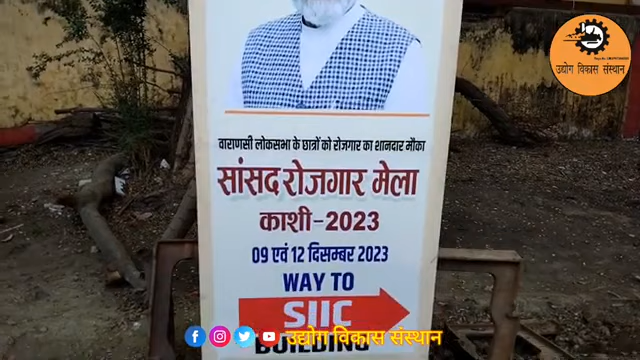 उद्योग विकास संस्थान
वाराणसी लोकसभा के छात्रों को रोजगार का शानदार मौका
सांसद रोजगार मेला
काशी-2023
09 एवं 12 दिसम्बर 2023
WAY TO
SIIC
BUILDING
उद्योग विकास संस्थान